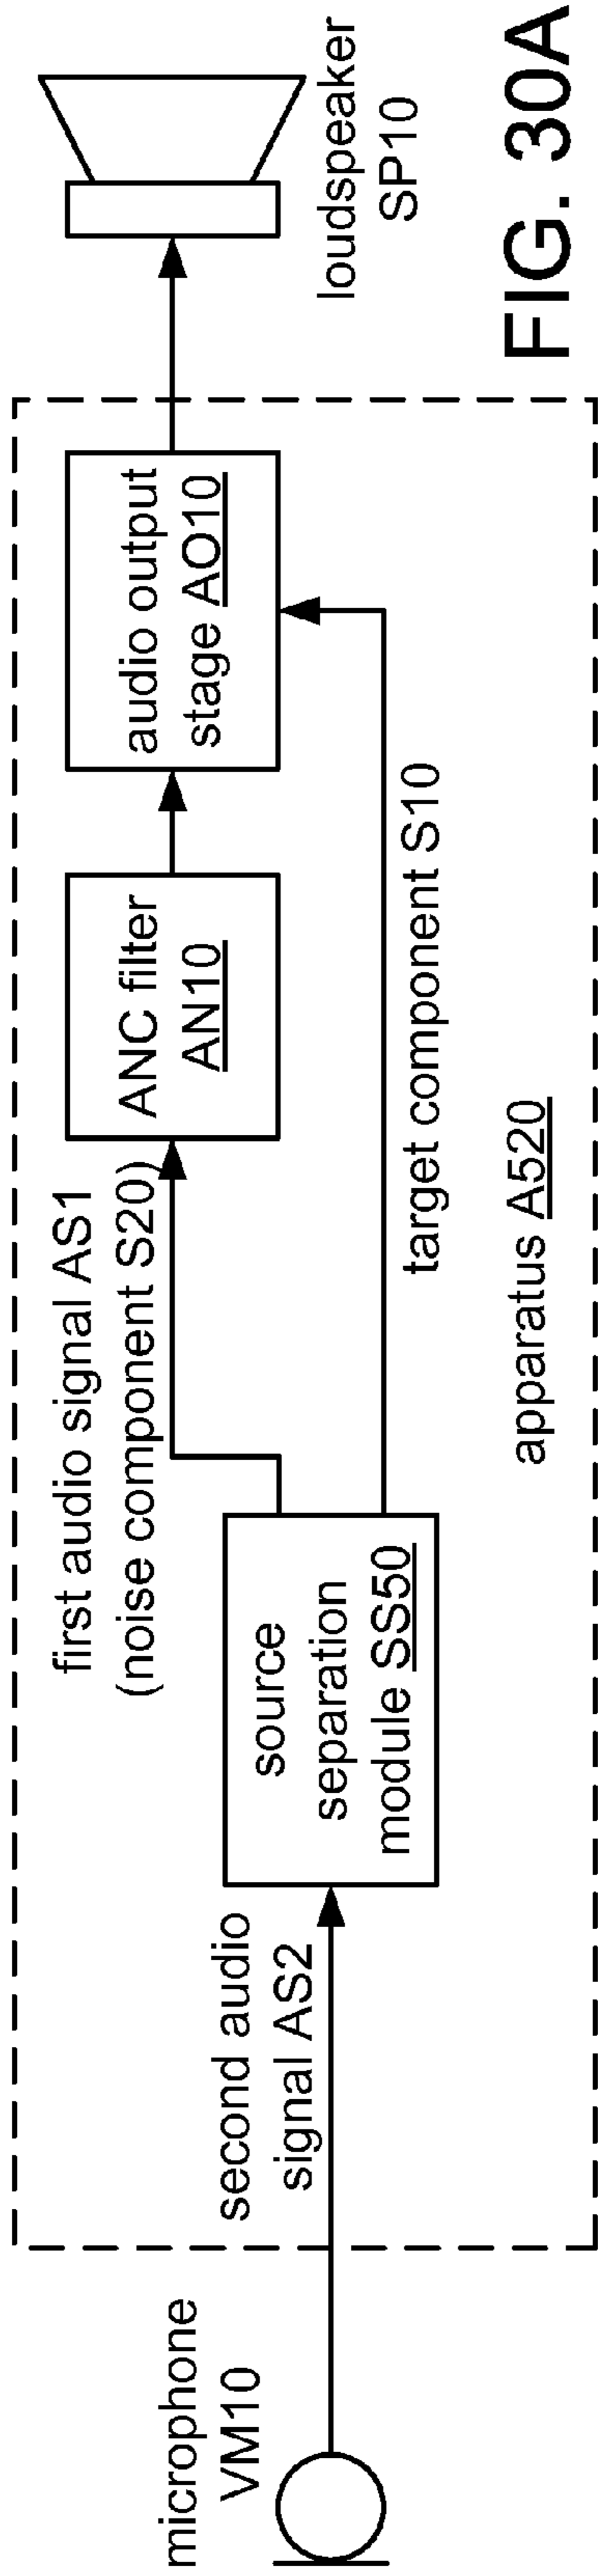 microphone
VM10
second audio
signal AS2
source
separation
module SS50
first audio signal AS1
(noise component S20)
ANC filter
AN10
audio output
stage AO10
target component S10
apparatus A520
loudspeaker
SP10
FIG. 30A